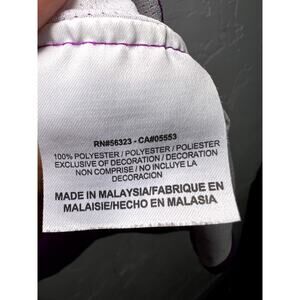 RN#56323 - CA#05553
100% POLYESTER / POLYESTER / POLIESTER
EXCLUSIVE OF DECORATION / DECORATION
NON COMPRISE / NO INCLUYE LA
DECORACION
MADE IN MALAYSIA/FABRIQUE EN
MALAISIE/HECHO EN MALASIA